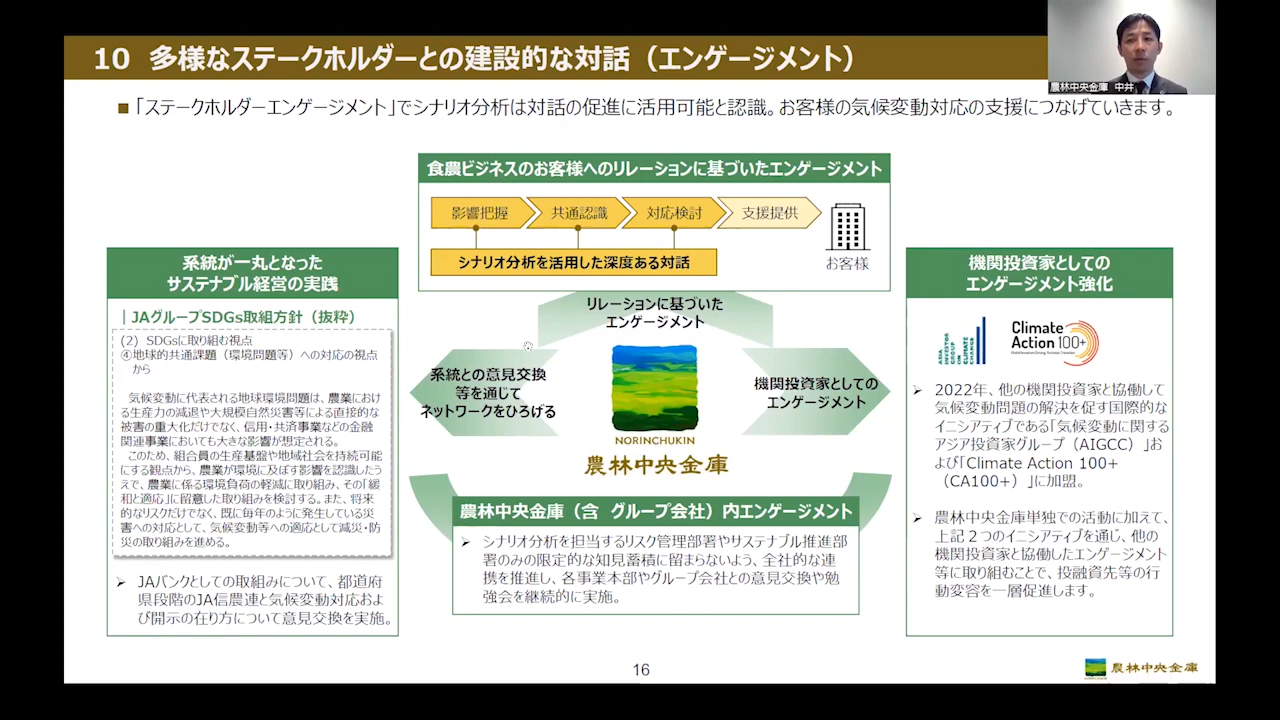 10 多様なステークホルダーとの建設的な対話（エンゲージメント）
農林中央金庫 中井
■「ステークホルダーエンゲージメント」でシナリオ分析は対話の促進に活用可能と認識。お客様の気候変動対応の支援につなげていきます。
食農ビジネスのお客様へのリレーションに基づいたエンゲージメント
影響把握
共通認識
対応検討
支援提供
シナリオ分析を活用した深度ある対話
お客様
系統が一丸となった
サステナブル経営の実践
｜JAグループSDGs取組方針（抜粋）
（2） SDGsに取り組む視点
④地球的共通課題（環境問題等）への対応の視点
から
気候変動に代表される地球環境問題は、農業におけ
る生産力の減退や大規模自然災害等による直接的な
被害の重大化だけでなく、信用・共済事業などの金融
関連事業においても大きな影響が想定される。
このため、組合員の生産基盤や地域社会を持続可能
にする観点から、農業が環境に及ぼす影響を認識したう
えで、農業に係る環境負荷の軽減に取り組み、その「緩
和と適応」に留意した取り組みを検討する。また、将来
的なリスクだけでなく、既に毎年のように発生している災
害への対応として、気候変動等への適応として減災・防
災の取り組みを進める。
➢ JAバンクとしての取組みについて、都道府
県段階のJA信農連と気候変動対応およ
び開示の在り方について意見交換を実施。
リレーションに基づいた
エンゲージメント
系統との意見交換
等を通じて
ネットワークをひろげる
機関投資家としての
エンゲージメント
NORINCHUKIN
農林中央金庫
農林中央金庫（含 グループ会社）内エンゲージメント
➢ シナリオ分析を担当するリスク管理部署やサステナブル推進部
署のみの限定的な知見蓄積に留まらないよう、全社的な連
携を推進し、各事業本部やグループ会社との意見交換や勉
強会を継続的に実施。
機関投資家としての
エンゲージメント強化
ASIA
INVESTOR
GROUP
ON
CLIMATE
CHANGE
Climate
Action 100+
Global Investors Driving Business Transition
➢ 2022年、他の機関投資家と協働して
気候変動問題の解決を促す国際的な
イニシアティブである「気候変動に関する
アジア投資家グループ（AIGCC）」お
よび「Climate Action 100+
（CA100+）」に加盟。
➢ 農林中央金庫単独での活動に加えて、
上記２つのイニシアティブを通じ、他の
機関投資家と協働したエンゲージメント
等に取り組むことで、投融資先等の行
動変容を一層促進します。
16
農林中央金庫